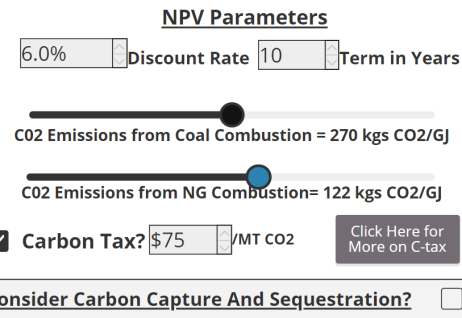 NPV Parameters
6.0% Discount Rate 10 Term in Years
C02 Emissions from Coal Combustion = 270 kgs CO2/GJ
C02 Emissions from NG Combustion= 122 kgs CO2/GJ
Carbon Tax? $75 /MT CO2
Click Here for
More on C-tax
onsider Carbon Capture And Sequestration?